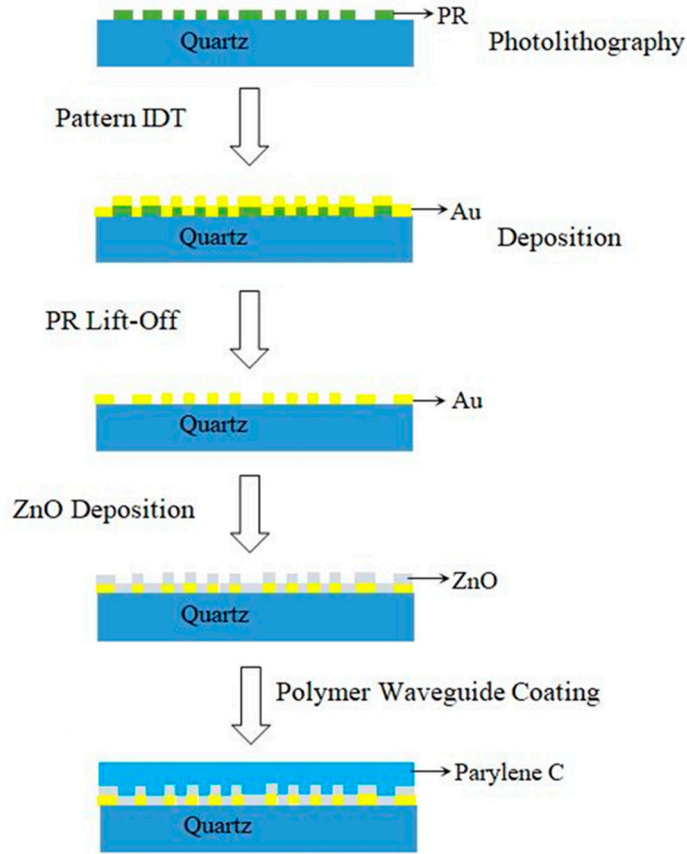 PR
Quartz
Photolithography
Pattern IDT
Au
Quartz
Deposition
PR Lift-Off
Au
Quartz
ZnO Deposition
ZnO
Quartz
Polymer Waveguide Coating
Parylene C
Quartz